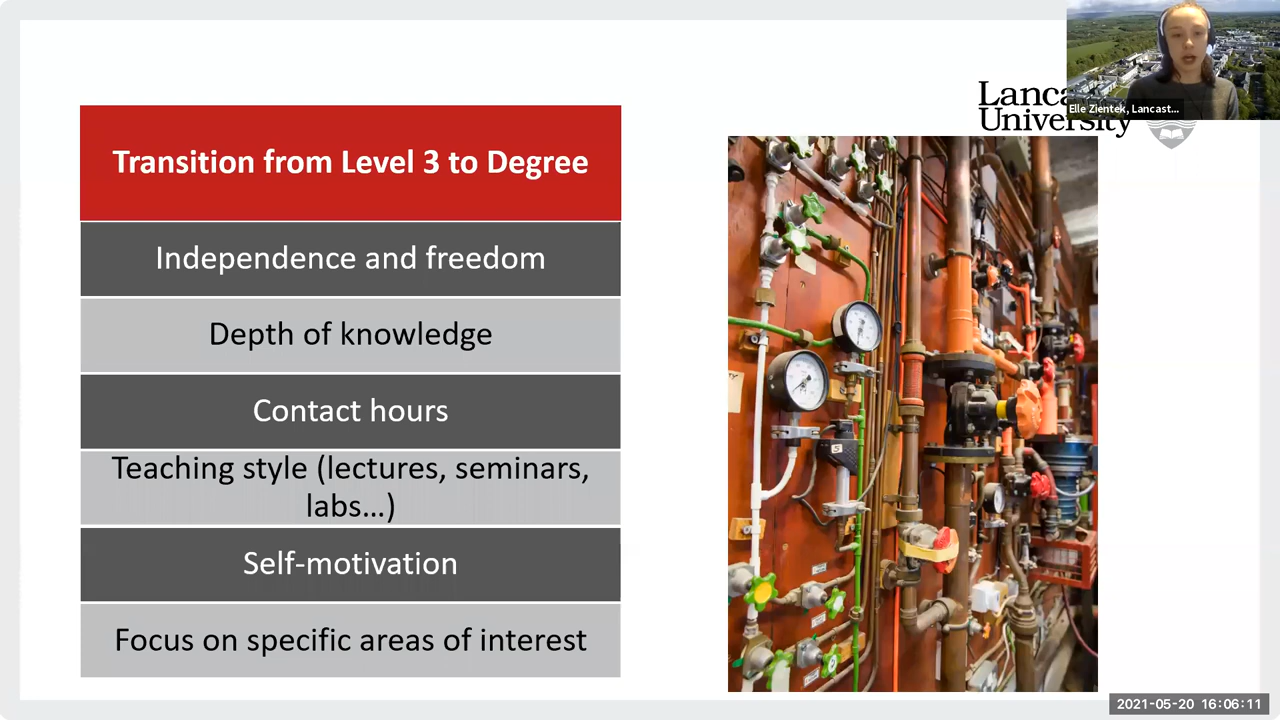 Lanca
University
Elle Zientek, Lancast...
Transition from Level 3 to Degree
Independence and freedom
Depth of knowledge
Contact hours
Teaching style (lectures, seminars,
labs...)
Self-motivation
Focus on specific areas of interest
S
2021-05-20 16:06:11